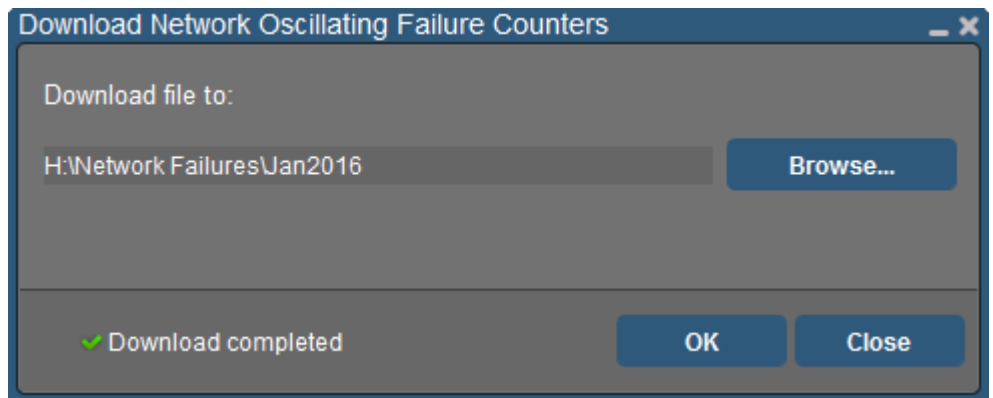 Download Network Oscillating Failure Counters
Download file to:
H:\Network Failures\Jan2016
Browse...
Download completed
OK
Close